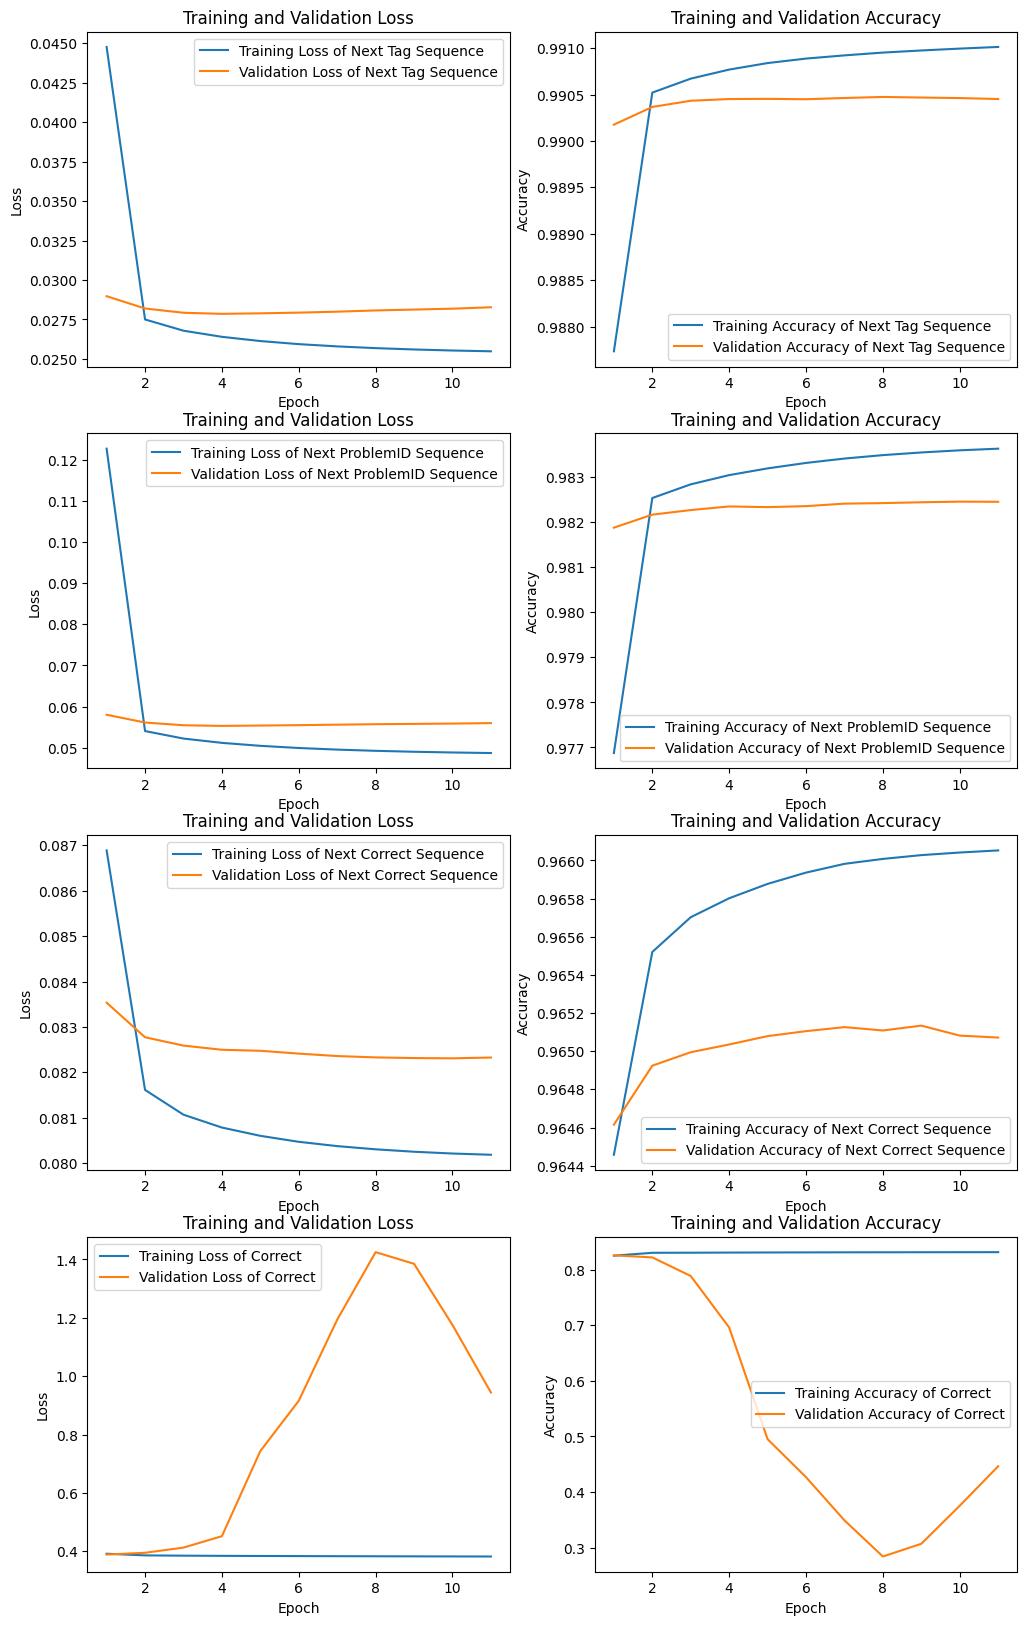 Training and Validation Loss
0.0450
0.0425
0.0400
0.0375
0.0350
0.0325
0.0300
0.0275
0.0250
Loss
Training Loss of Next Tag Sequence
Validation Loss of Next Tag Sequence
2 4 6 8 10
Epoch
Training and Validation Accuracy
0.9910
0.9905
0.9900
0.9895
0.9890
0.9885
0.9880
Accuracy
Training Accuracy of Next Tag Sequence
Validation Accuracy of Next Tag Sequence
2 4 6 8 10
Epoch
Training and Validation Loss
0.12
0.11
0.10
0.09
0.08
0.07
0.06
0.05
Loss
Training Loss of Next ProblemID Sequence
Validation Loss of Next ProblemID Sequence
2 4 6 8 10
Epoch
Training and Validation Accuracy
0.983
0.982
0.981
0.980
0.979
0.978
0.977
Accuracy
Training Accuracy of Next ProblemID Sequence
Validation Accuracy of Next ProblemID Sequence
2 4 6 8 10
Epoch
Training and Validation Loss
0.087
0.086
0.085
0.084
0.083
0.082
0.081
0.080
Loss
Training Loss of Next Correct Sequence
Validation Loss of Next Correct Sequence
2 4 6 8 10
Epoch
Training and Validation Accuracy
0.9660
0.9658
0.9656
0.9654
0.9652
0.9650
0.9648
0.9646
0.9644
Accuracy
Training Accuracy of Next Correct Sequence
Validation Accuracy of Next Correct Sequence
2 4 6 8 10
Epoch
Training and Validation Loss
1.4
1.2
1.0
0.8
0.6
0.4
Loss
Training Loss of Correct
Validation Loss of Correct
2 4 6 8 10
Epoch
Training and Validation Accuracy
0.8
0.7
0.6
0.5
0.4
0.3
Accuracy
Training Accuracy of Correct
Validation Accuracy of Correct
2 4 6 8 10
Epoch